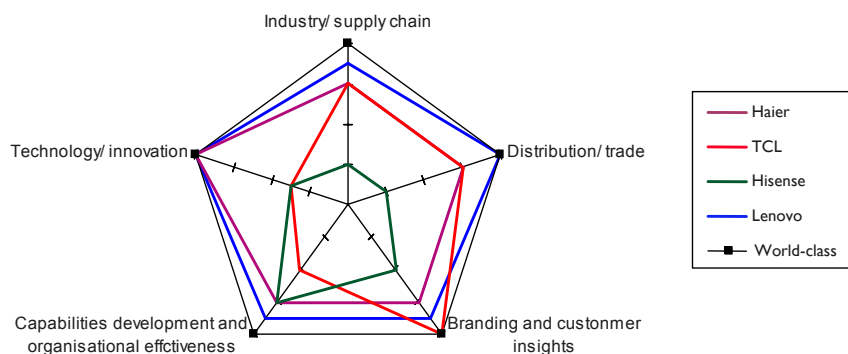 Industry/ supply chain
Technology/ innovation
Distribution/ trade
Capabilities development and
organisational effctiveness
Branding and custonmer
insights
Haier
TCL
Hisense
Lenovo
World-class